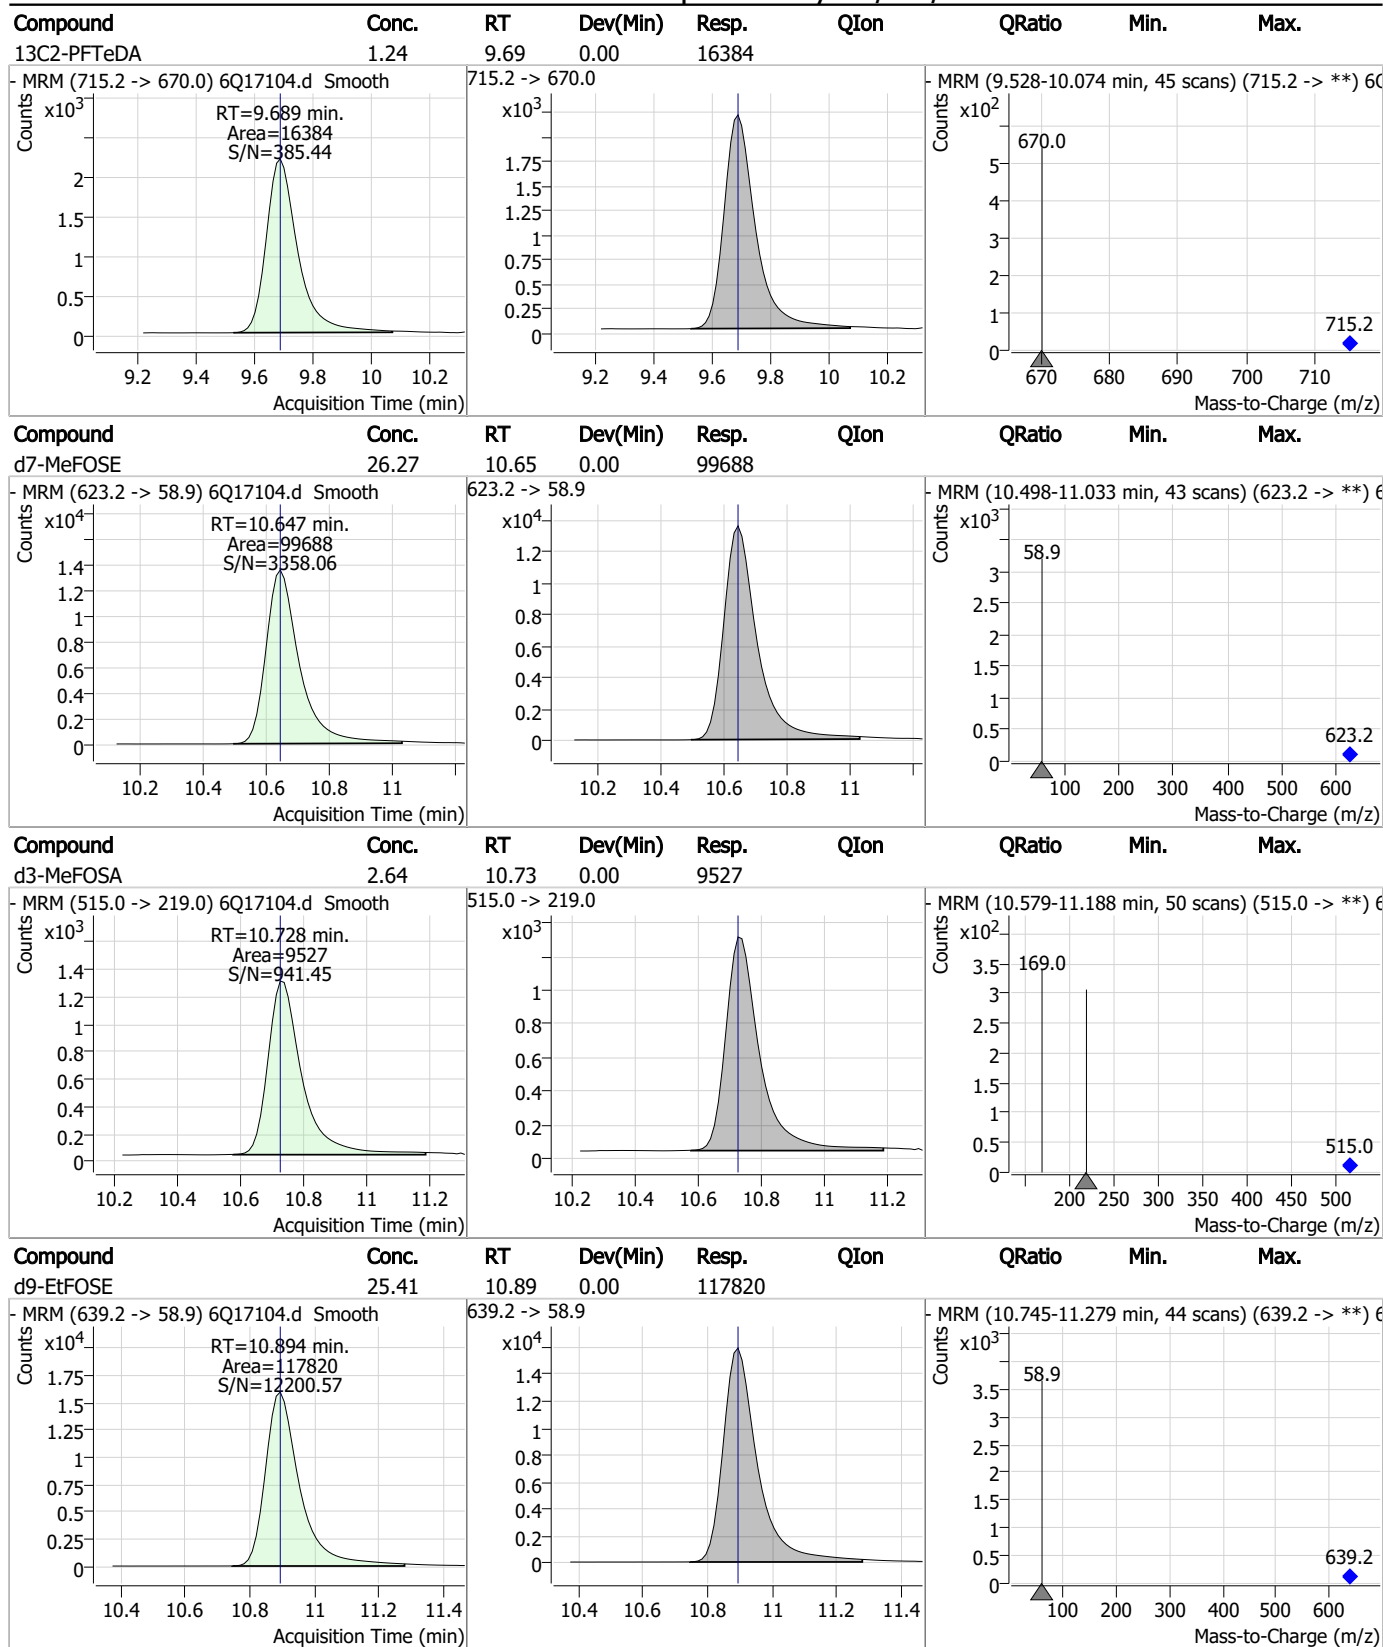 Compound Conc. RT Dev(Min) Resp. QIon QRatio Min. Max.
13C2-PFTeDA 1.24 9.69 0.00 16384
- MRM (715.2 -> 670.0) 6Q17104.d Smooth
Counts
x10³
RT=9.689 min.
Area=16384
S/N=385.44
2
1.5
1
0.5
0
9.2 9.4 9.6 9.8 10 10.2
Acquisition Time (min)
715.2 -> 670.0
x10³
1.75
1.5
1.25
1
0.75
0.5
0.25
0
9.2 9.4 9.6 9.8 10 10.2
- MRM (9.528-10.074 min, 45 scans) (715.2 -> **)
Counts
x10²
670.0
5
4
3
2
1
0
715.2
670 680 690 700 710
Mass-to-Charge (m/z)
Compound Conc. RT Dev(Min) Resp. QIon QRatio Min. Max.
d7-MeFOSE 26.27 10.65 0.00 99688
- MRM (623.2 -> 58.9) 6Q17104.d Smooth
Counts
x10⁴
RT=10.647 min.
Area=99688
S/N=3358.06
1.4
1.2
1
0.8
0.6
0.4
0.2
0
10.2 10.4 10.6 10.8 11
Acquisition Time (min)
623.2 -> 58.9
x10⁴
1.2
1
0.8
0.6
0.4
0.2
0
10.2 10.4 10.6 10.8 11
- MRM (10.498-11.033 min, 43 scans) (623.2 -> **)
Counts
x10³
58.9
3
2.5
2
1.5
1
0.5
0
623.2
100 200 300 400 500 600
Mass-to-Charge (m/z)
Compound Conc. RT Dev(Min) Resp. QIon QRatio Min. Max.
d3-MeFOSA 2.64 10.73 0.00 9527
- MRM (515.0 -> 219.0) 6Q17104.d Smooth
Counts
x10³
RT=10.728 min.
Area=9527
S/N=941.45
1.4
1.2
1
0.8
0.6
0.4
0.2
0
10.2 10.4 10.6 10.8 11 11.2
Acquisition Time (min)
515.0 -> 219.0
x10³
1
0.8
0.6
0.4
0.2
0
10.2 10.4 10.6 10.8 11 11.2
- MRM (10.579-11.188 min, 50 scans) (515.0 -> **)
Counts
x10²
169.0
3.5
3
2.5
2
1.5
1
0.5
0
515.0
200 250 300 350 400 450 500
Mass-to-Charge (m/z)
Compound Conc. RT Dev(Min) Resp. QIon QRatio Min. Max.
d9-EtFOSE 25.41 10.89 0.00 117820
- MRM (639.2 -> 58.9) 6Q17104.d Smooth
Counts
x10⁴
RT=10.894 min.
Area=117820
S/N=12200.57
1.75
1.5
1.25
1
0.75
0.5
0.25
0
10.4 10.6 10.8 11 11.2 11.4
Acquisition Time (min)
639.2 -> 58.9
x10⁴
1.4
1.2
1
0.8
0.6
0.4
0.2
0
10.4 10.6 10.8 11 11.2 11.4
- MRM (10.745-11.279 min, 44 scans) (639.2 -> **)
Counts
x10³
58.9
3.5
3
2.5
2
1.5
1
0.5
0
639.2
100 200 300 400 500 600
Mass-to-Charge (m/z)